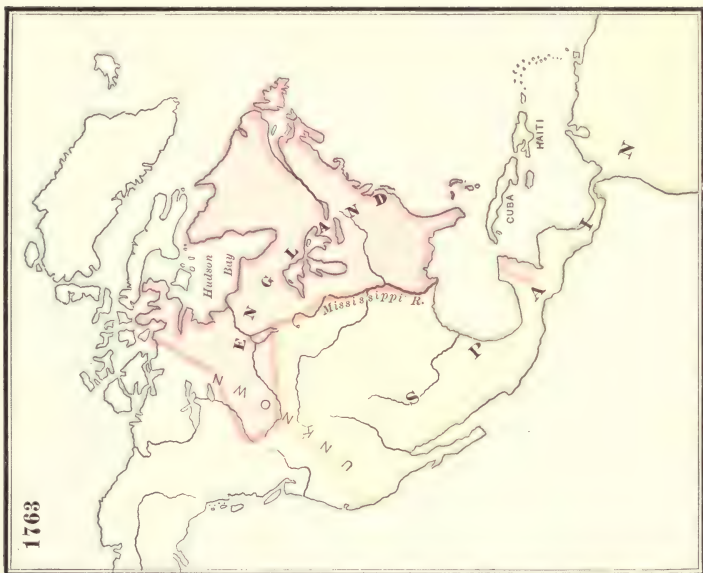 1763
Hudson
Bay
ENGLAND
UNKNOWN
Mississippi R.
SPAIN
CUBA
HAITI